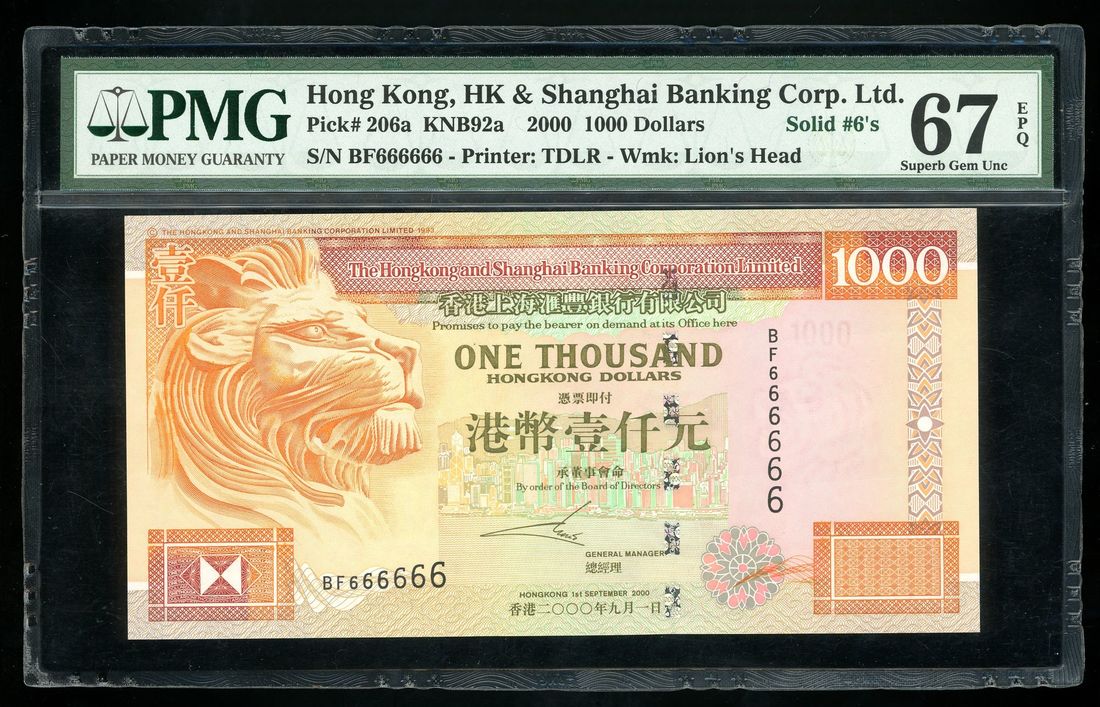 PMG
PAPER MONEY GUARANTY
Hong Kong, HK & Shanghai Banking Corp. Ltd.
Pick# 206a KNB92a 2000 1000 Dollars Solid #6's
S/N BF666666 - Printer: TDLR - Wmk: Lion's Head
67
EPQ
Superb Gem Unc
© THE HONGKONG AND SHANGHAI BANKING CORPORATION LIMITED 1993
壹仟
The Hongkong and Shanghai Banking Corporation Limited
1000
香港上海滙豐銀行有限公司
Promises to pay the bearer on demand at its Office here
1000
ONE THOUSAND
HONGKONG DOLLARS
BF666666
憑票即付
港幣壹仟元
承董事會命
By order of the Board of Directors
GENERAL MANAGER
總經理
BF666666
HONGKONG 1st SEPTEMBER 2000
香港二〇〇〇年九月一日